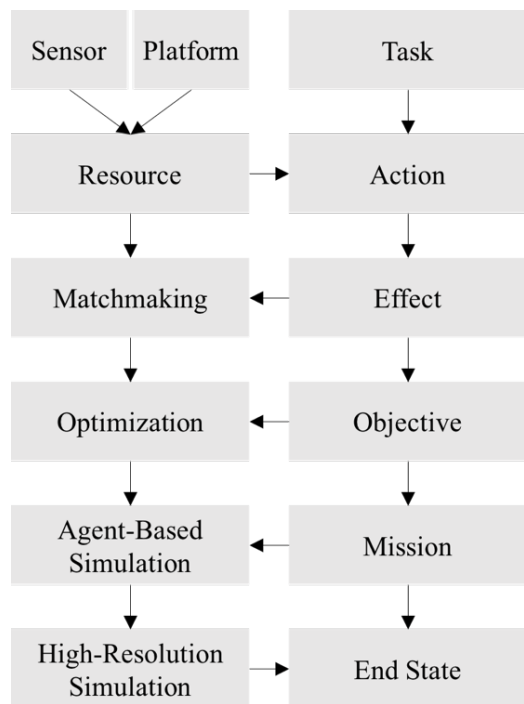 Sensor
Platform
Task
Resource
Action
Matchmaking
Effect
Optimization
Objective
Agent-Based
Simulation
Mission
High-Resolution
Simulation
End State